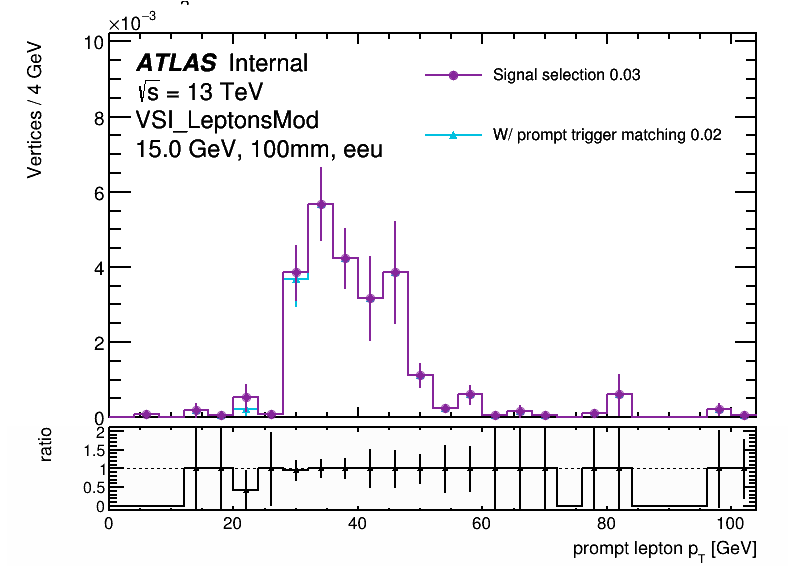 ×10⁻³
Vertices / 4 GeV
10
8
6
4
2
0
ATLAS Internal
√s = 13 TeV
VSI_LeptonsMod
15.0 GeV, 100mm, eeu
Signal selection 0.03
W/ prompt trigger matching 0.02
ratio
2
1.5
1
0.5
0
0 20 40 60 80 100
prompt lepton p_T [GeV]